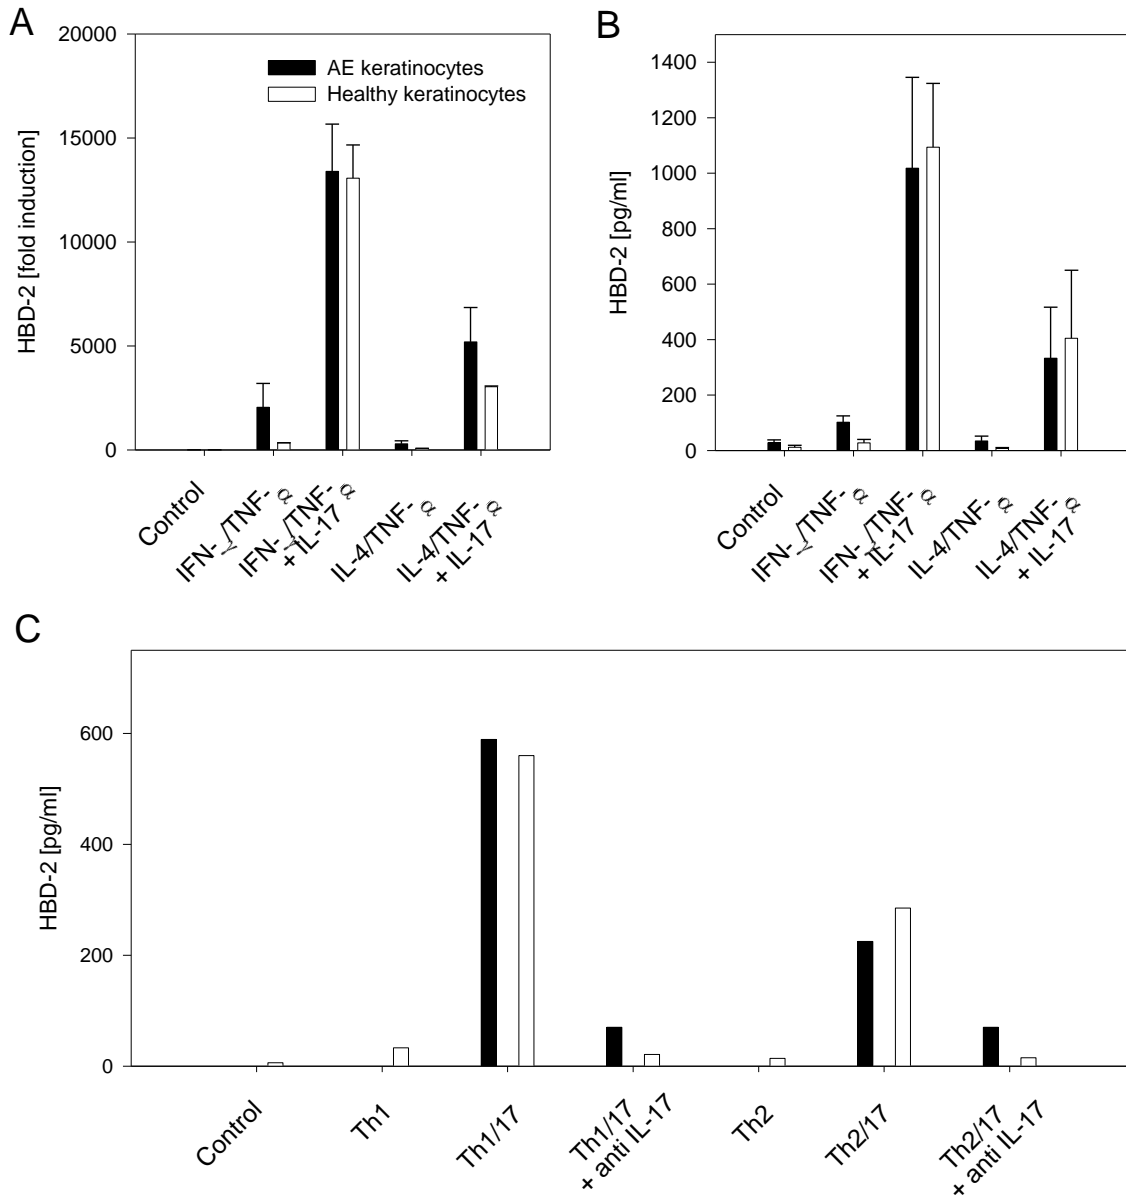 A
HBD-2 [fold induction]
20000
15000
10000
5000
0
AE keratinocytes
Healthy keratinocytes
Control
IFN-γ/TNF-α
IFN-γ/TNF-α
+ IL-17
IL-4/TNF-α
IL-4/TNF-α
+ IL-17
B
HBD-2 [pg/ml]
1400
1200
1000
800
600
400
200
0
Control
IFN-γ/TNF-α
IFN-γ/TNF-α
+ IL-17
IL-4/TNF-α
IL-4/TNF-α
+ IL-17
C
HBD-2 [pg/ml]
600
400
200
0
Control
Th1
Th1/17
Th1/17
+ anti IL-17
Th2
Th2/17
Th2/17
+ anti IL-17